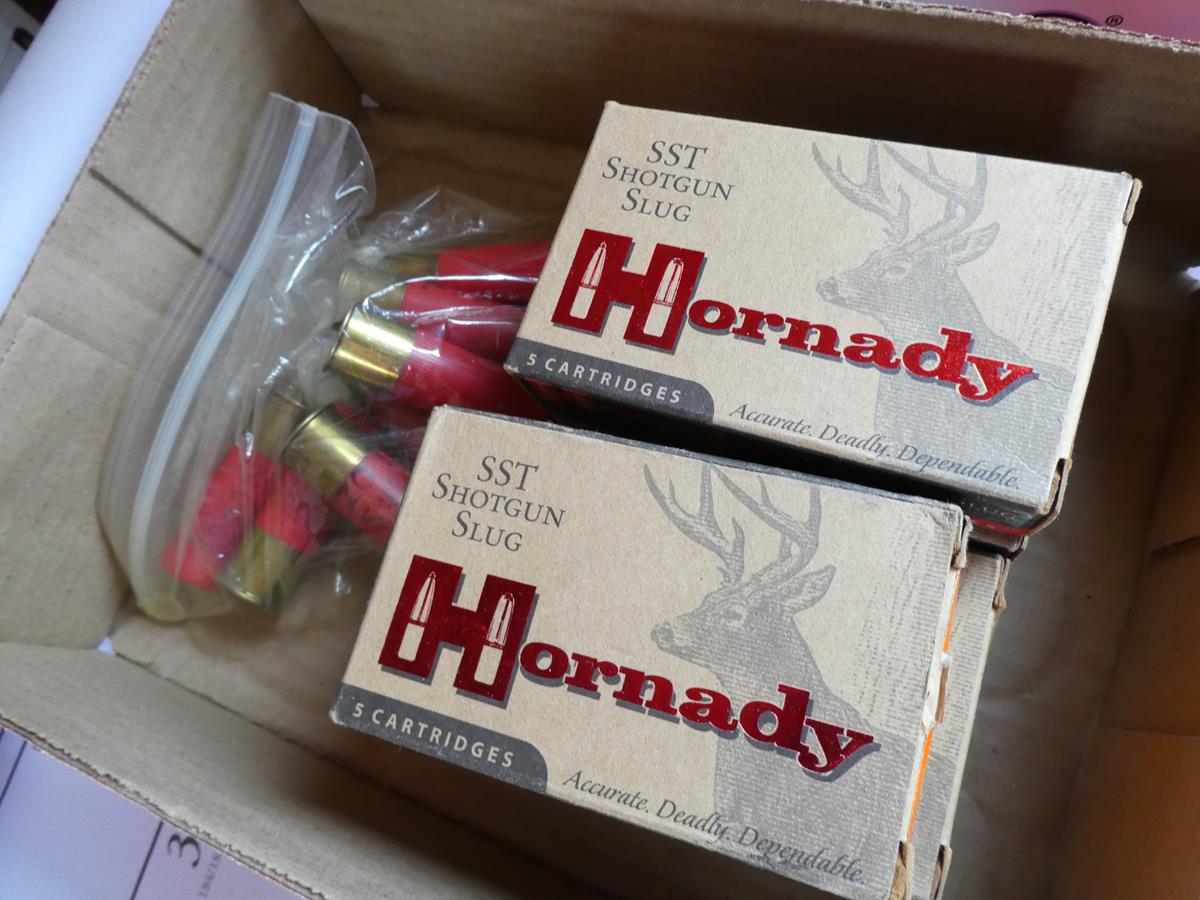 ®
SST
SHOTGUN
SLUG
Hornady
5 CARTRIDGES
Accurate. Deadly. Dependable.
SST
SHOTGUN
SLUG
Hornady
5 CARTRIDGES
Accurate. Deadly. Dependable.
3